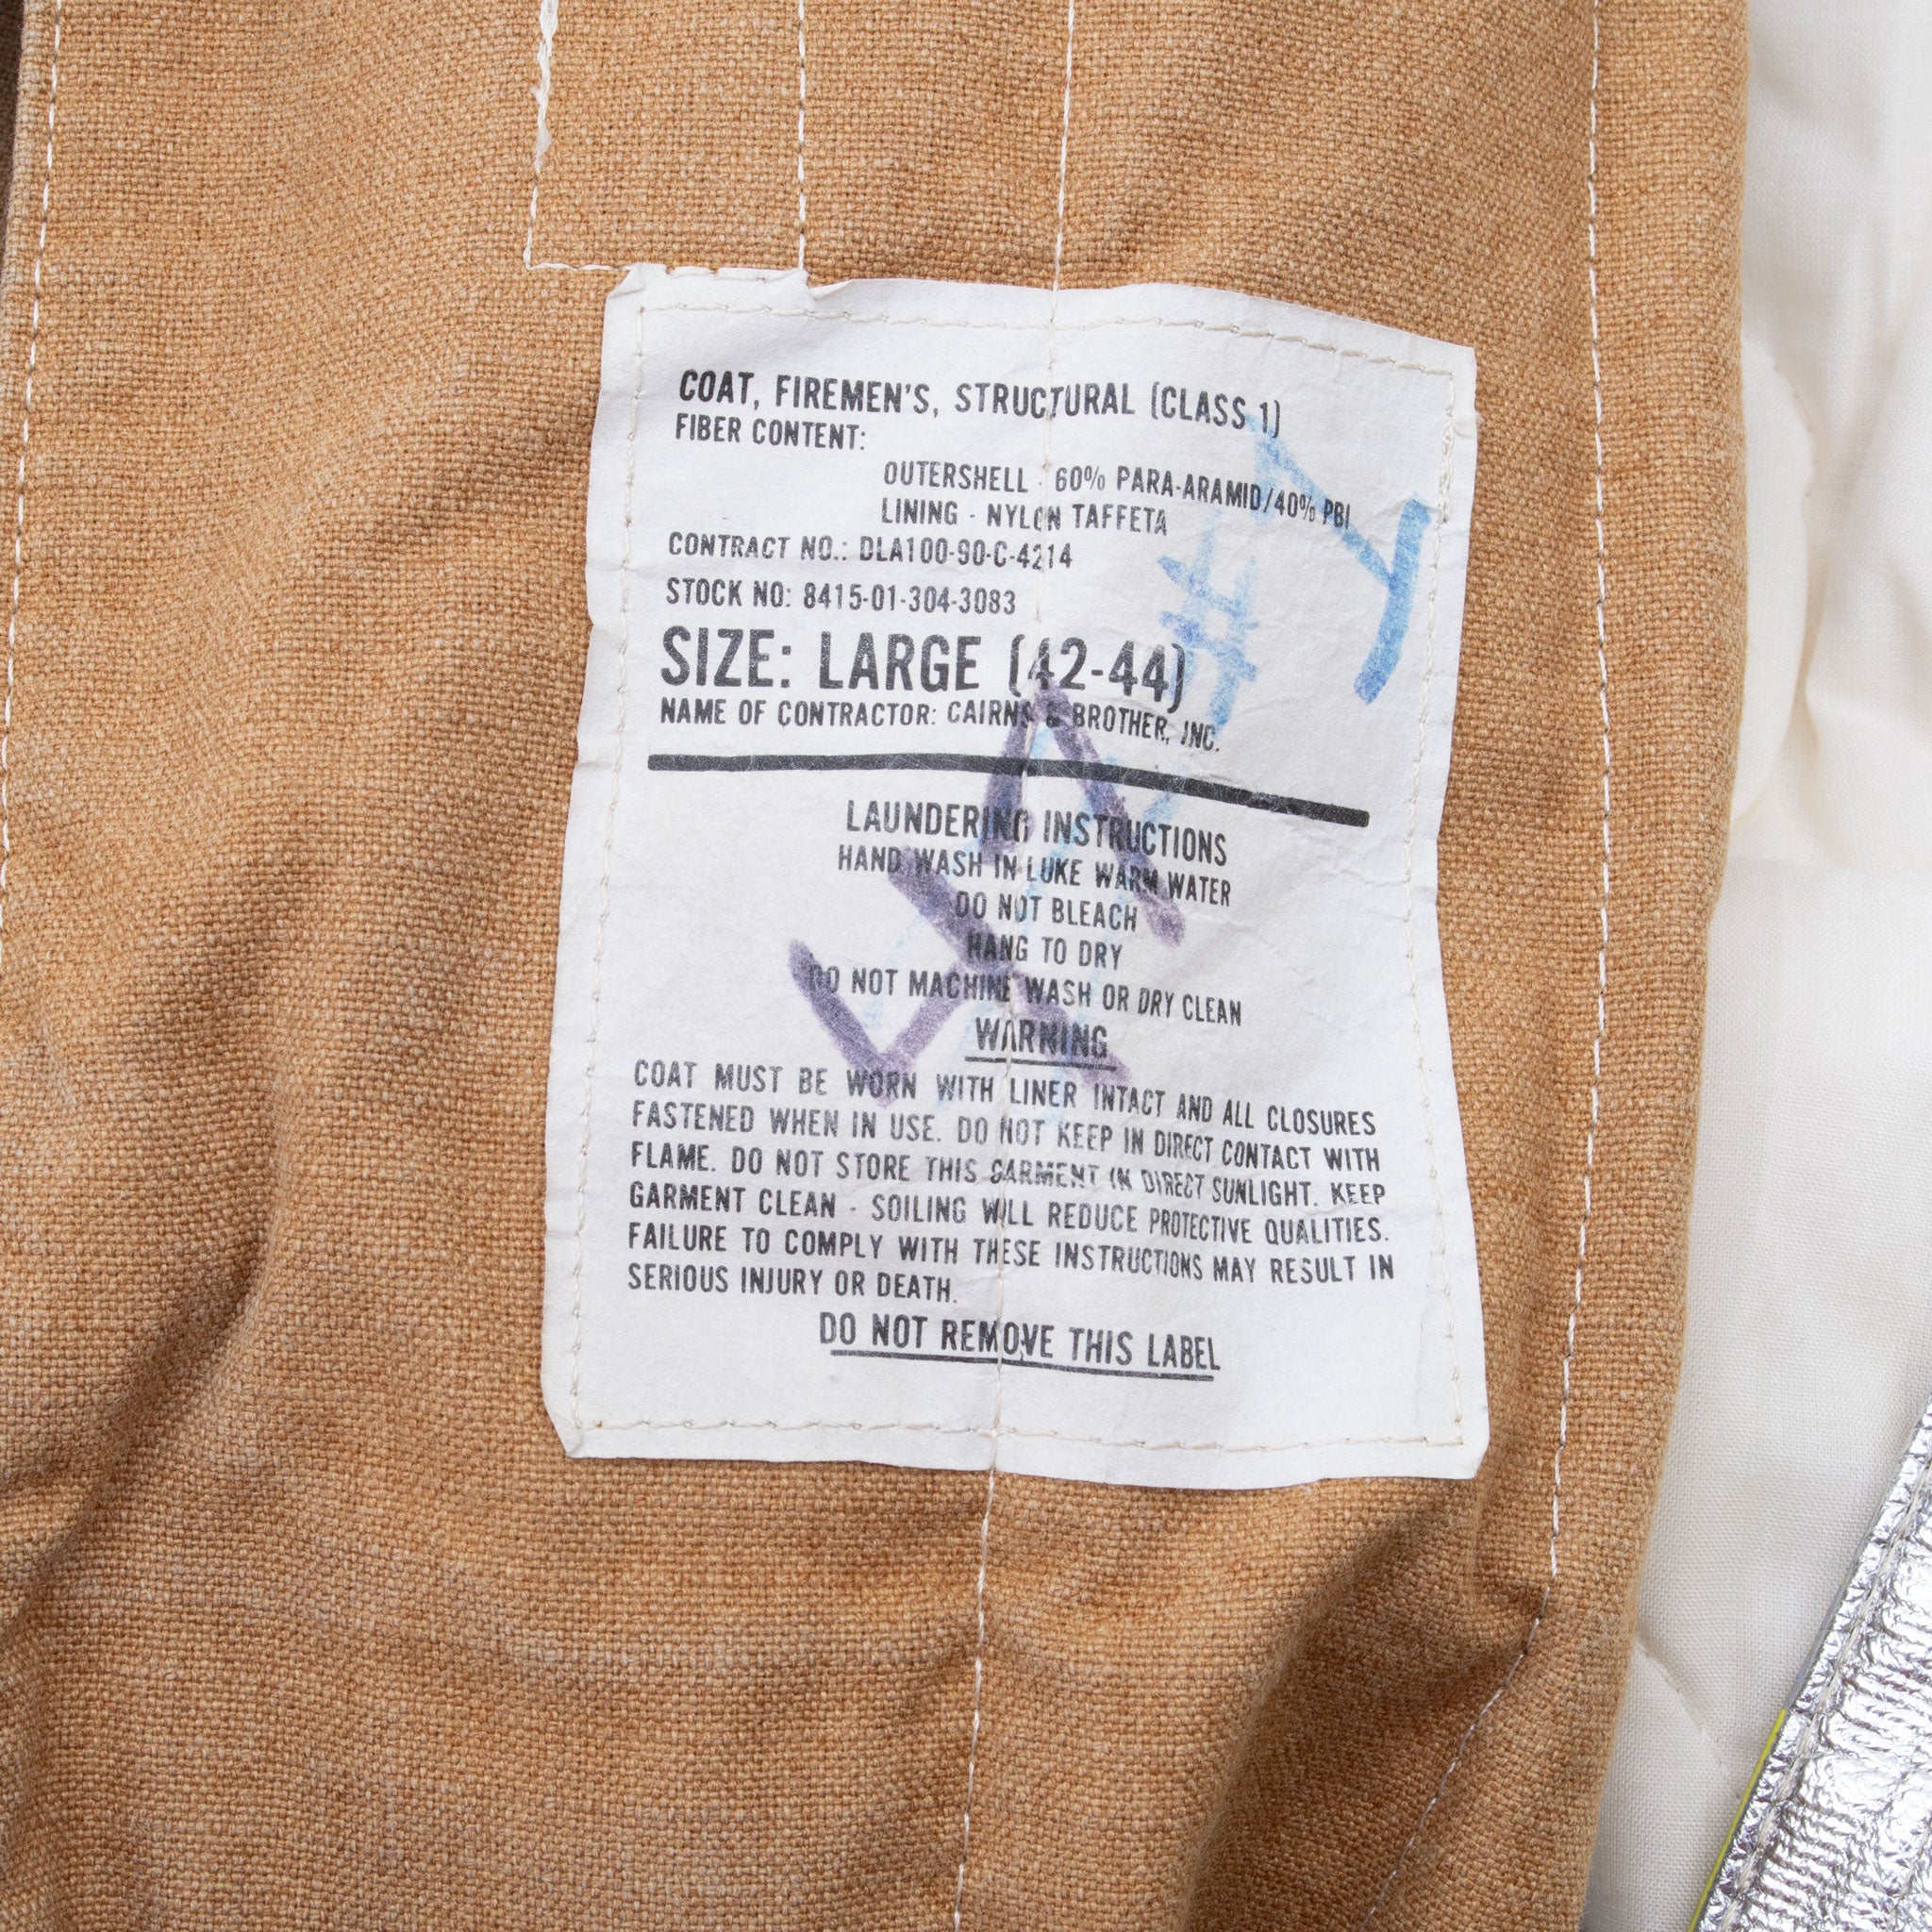 COAT, FIREMEN'S, STRUCTURAL (CLASS 1)
FIBER CONTENT:
OUTERSHELL - 60% PARA-ARAMID/40% PBI
LINING - NYLON TAFFETA
CONTRACT NO.: DLA100-90-C-4214
STOCK NO: 8415-01-304-3083
SIZE: LARGE (42-44)
NAME OF CONTRACTOR: CAIRNS & BROTHER, INC.
LAUNDERING INSTRUCTIONS
HAND WASH IN LUKE WARM WATER
DO NOT BLEACH
HANG TO DRY
DO NOT MACHINE WASH OR DRY CLEAN
WARNING
COAT MUST BE WORN WITH LINER INTACT AND ALL CLOSURES
FASTENED WHEN IN USE. DO NOT KEEP IN DIRECT CONTACT WITH
FLAME. DO NOT STORE THIS GARMENT IN DIRECT SUNLIGHT. KEEP
GARMENT CLEAN - SOILING WILL REDUCE PROTECTIVE QUALITIES.
FAILURE TO COMPLY WITH THESE INSTRUCTIONS MAY RESULT IN
SERIOUS INJURY OR DEATH.
DO NOT REMOVE THIS LABEL